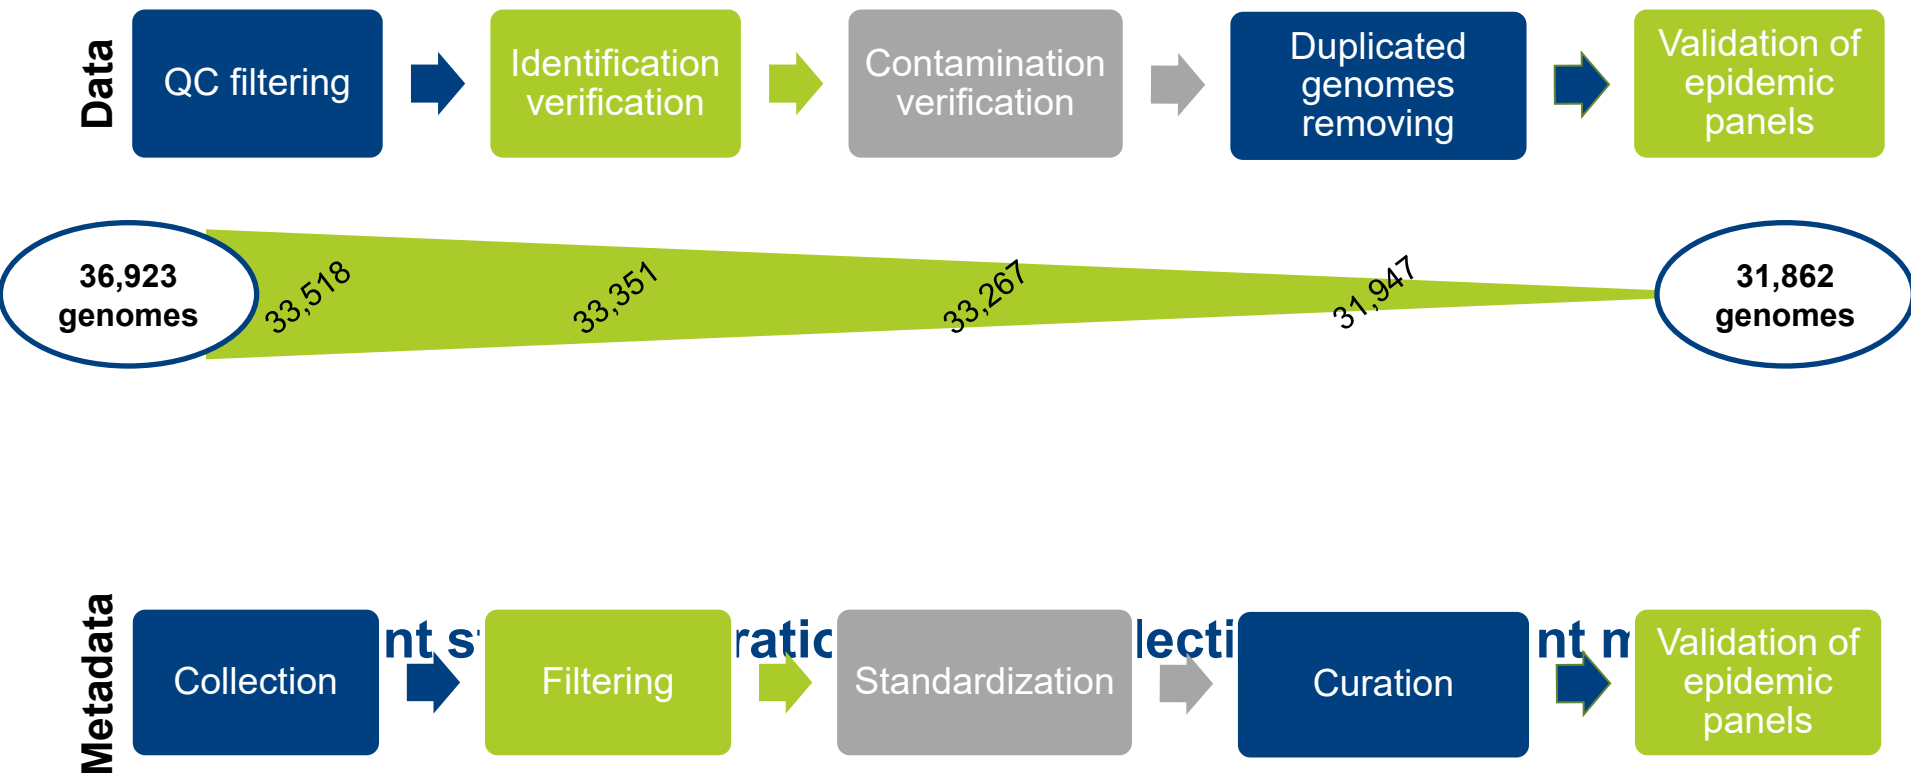 Data
QC filtering
Identification
verification
Contamination
verification
Duplicated
genomes
removing
Validation of
epidemic
panels
36,923
genomes
33,518
33,351
33,267
31,947
31,862
genomes
Metadata
Collection
Filtering
Standardization
Curation
Validation of
epidemic
panels